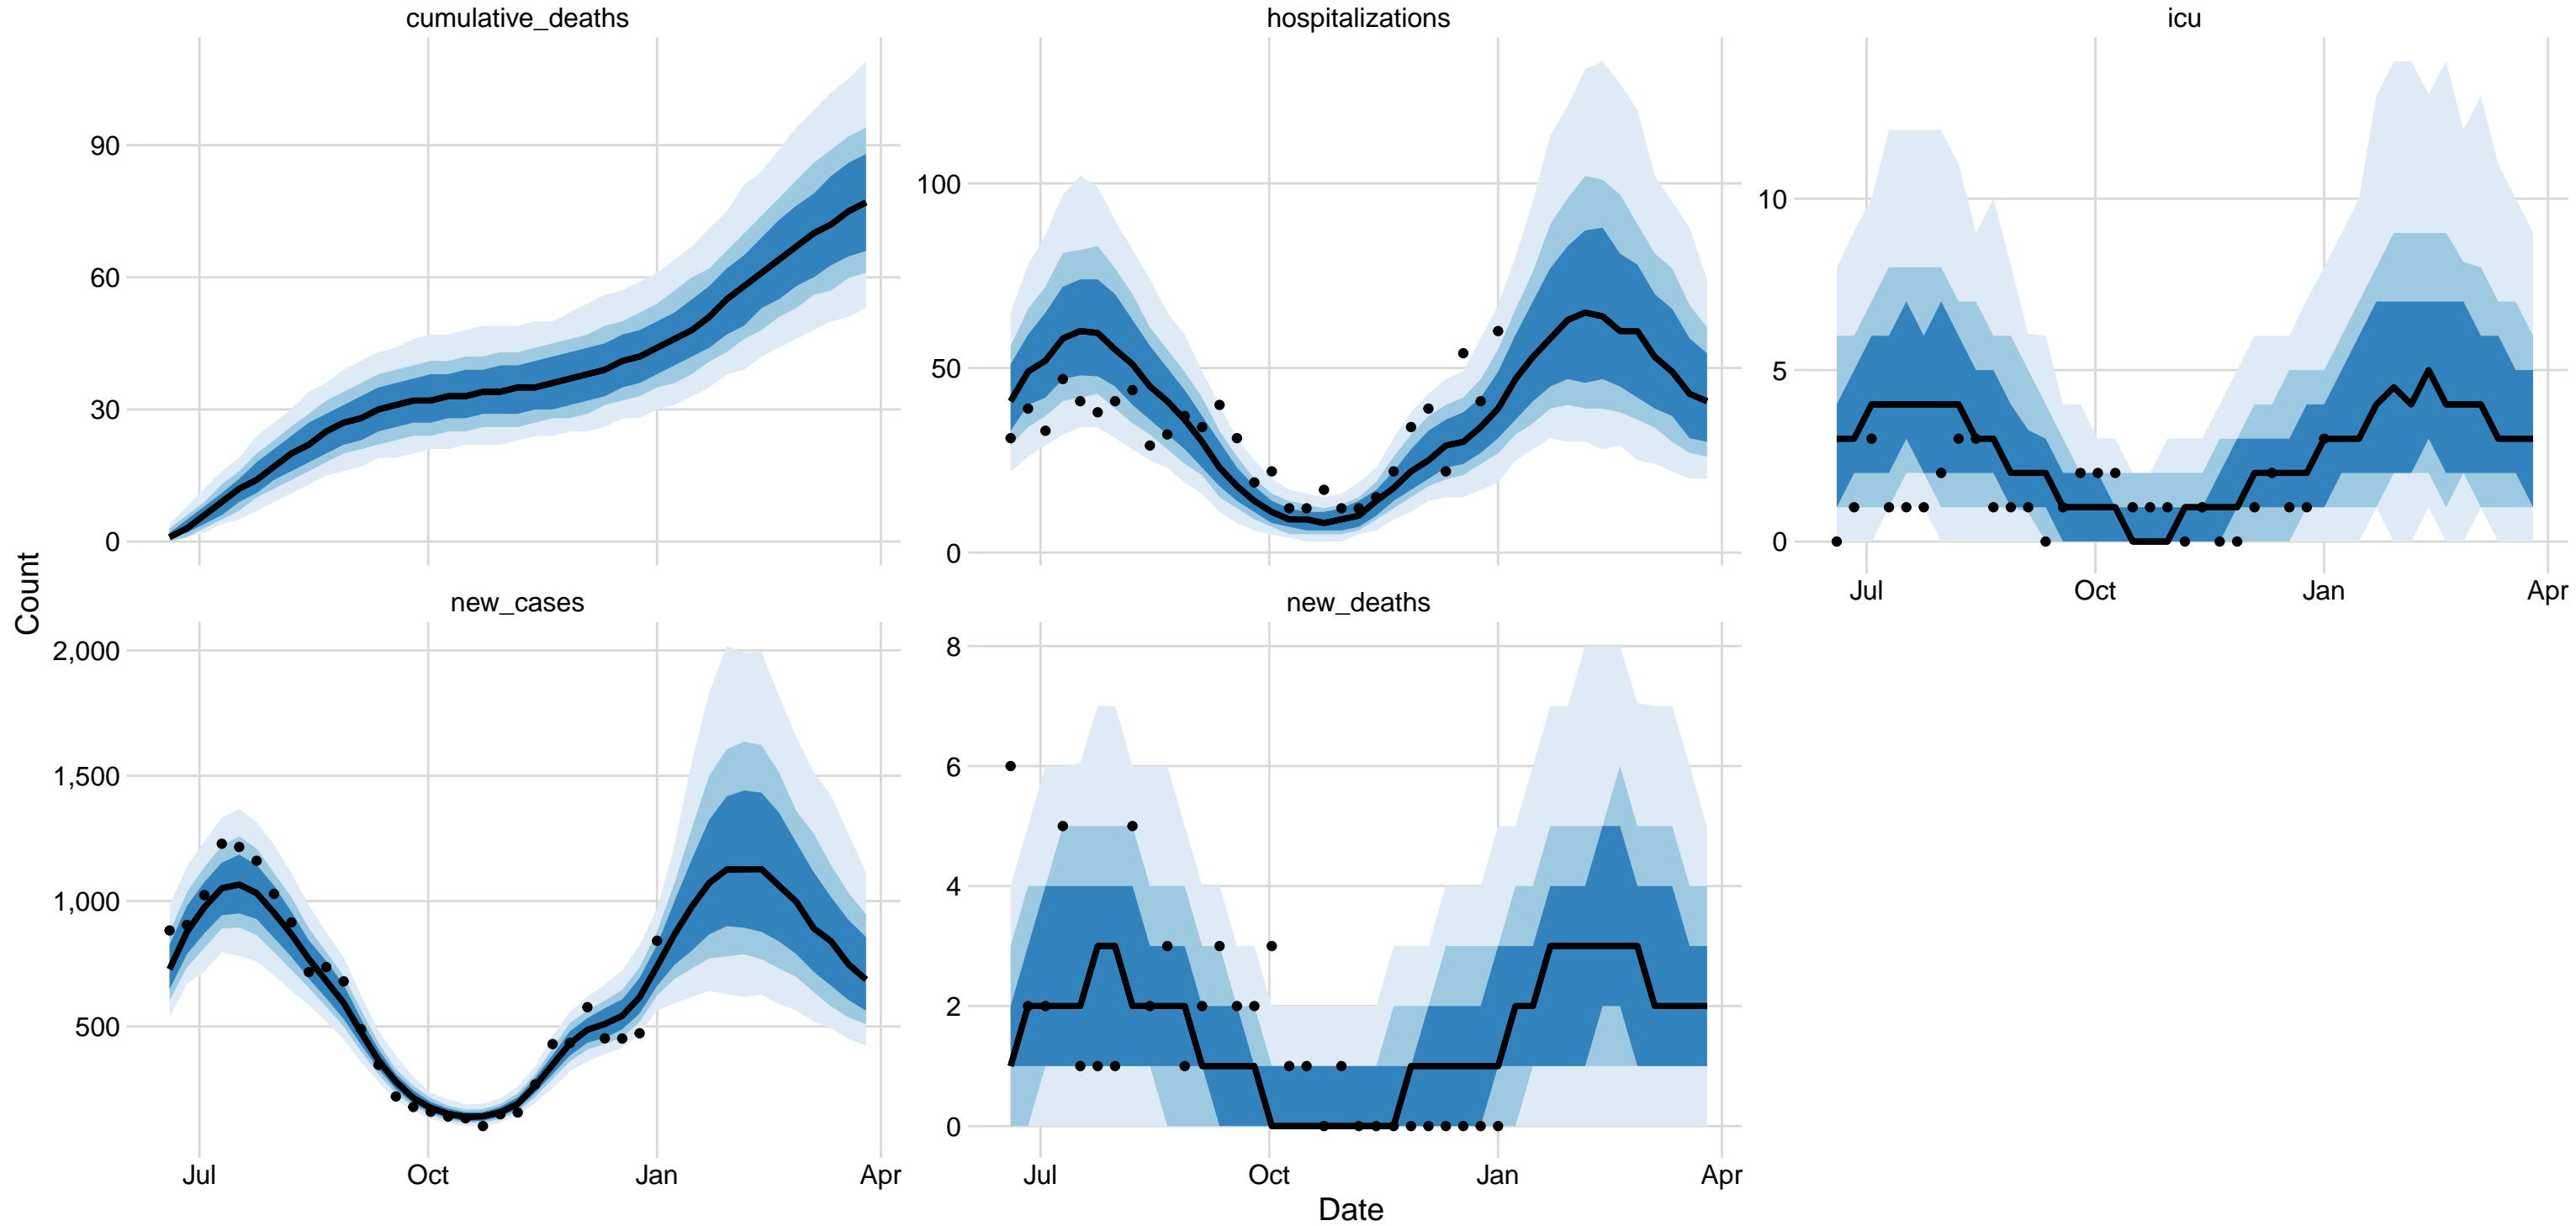 cumulative_deaths
hospitalizations
icu
90
60
30
0
100
50
0
10
5
0
Jul
Oct
Jan
Apr
Count
new_cases
new_deaths
2,000
1,500
1,000
500
8
6
4
2
0
Jul
Oct
Jan
Apr
Jul
Oct
Jan
Apr
Date